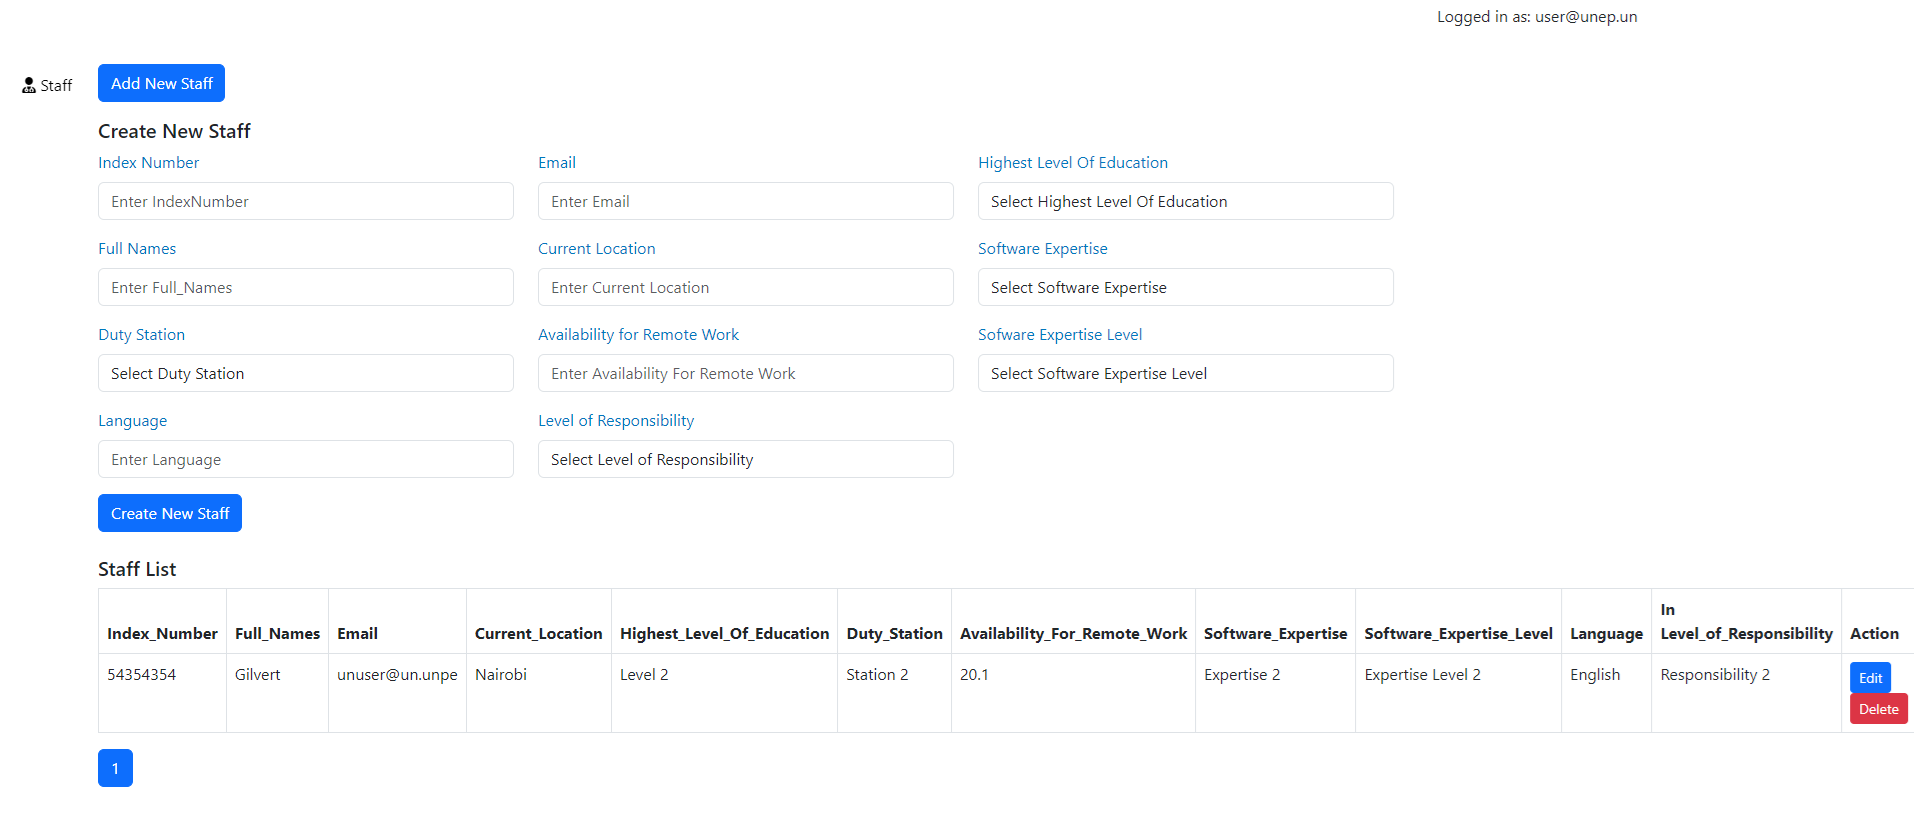 Logged in as: user@unep.un
Staff
Add New Staff
Create New Staff
Index Number Email Highest Level Of Education
Enter IndexNumber Enter Email Select Highest Level Of Education
Full Names Current Location Software Expertise
Enter Full_Names Enter Current Location Select Software Expertise
Duty Station Availability for Remote Work Sofware Expertise Level
Select Duty Station Enter Availability For Remote Work Select Software Expertise Level
Language Level of Responsibility
Enter Language Select Level of Responsibility
Create New Staff
Staff List
In
Index_Number Full_Names Email Current_Location Highest_Level_Of_Education Duty_Station Availability_For_Remote_Work Software_Expertise Software_Expertise_Level Language Level_of_Responsibility Action
54354354 Gilvert unuser@un.unpe Nairobi Level 2 Station 2 20.1 Expertise 2 Expertise Level 2 English Responsibility 2 Edit
Delete
1